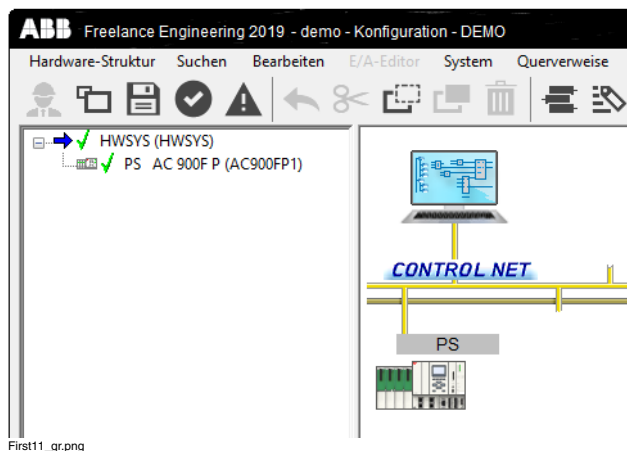 ABB Freelance Engineering 2019 - demo - Konfiguration - DEMO
Hardware-Struktur Suchen Bearbeiten E/A-Editor System Querverweise
HWSYS (HWSYS)
PS AC 900F P (AC900FP1)
CONTROL NET
PS
First11_gr.png